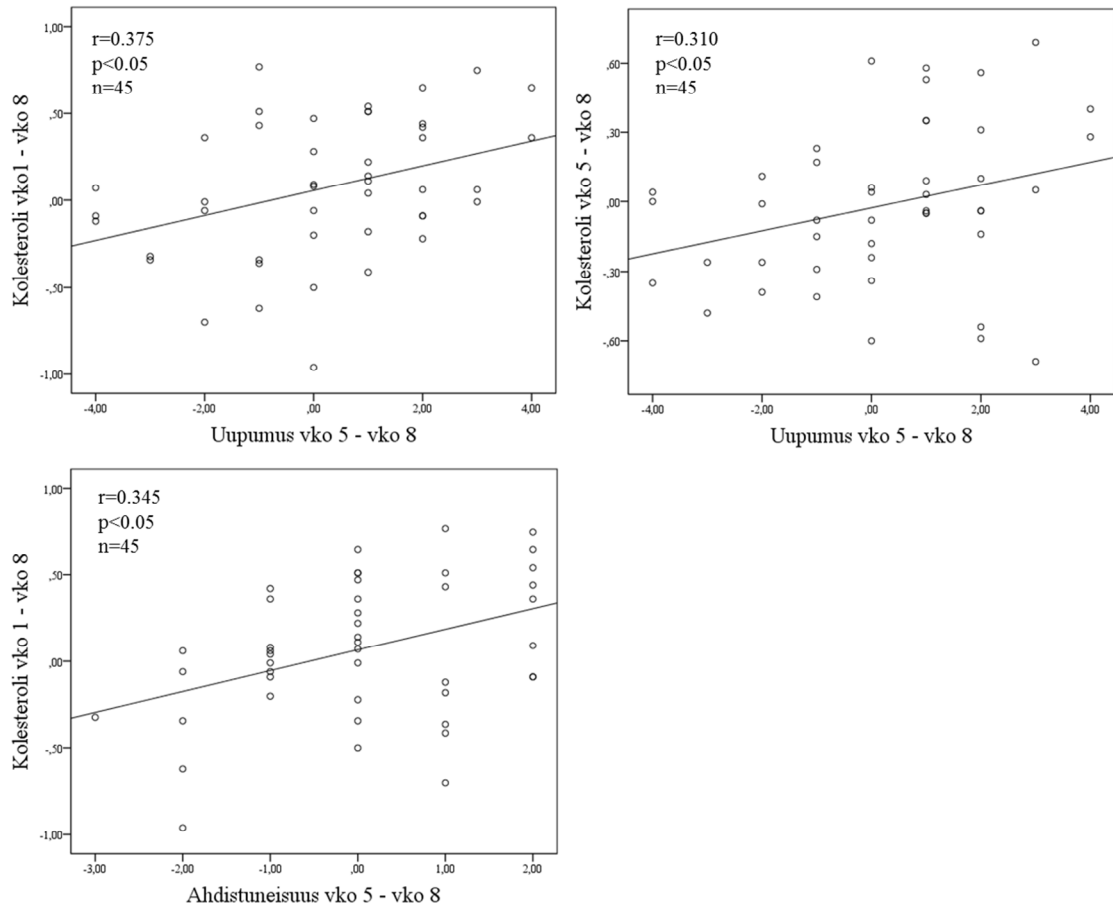 1,00
,50
,00
-,50
-1,00
Kolesteroli vko1 - vko 8
r=0.375
p<0.05
n=45
-4,00 -2,00 ,00 2,00 4,00
Uupumus vko 5 - vko 8
,60
,30
,00
-,30
-,60
Kolesteroli vko 5 - vko 8
r=0.310
p<0.05
n=45
-4,00 -2,00 ,00 2,00 4,00
Uupumus vko 5 - vko 8
1,00
,50
,00
-,50
-1,00
Kolesteroli vko 1 - vko 8
r=0.345
p<0.05
n=45
-3,00 -2,00 -1,00 ,00 1,00 2,00
Ahdistuneisuus vko 5 - vko 8